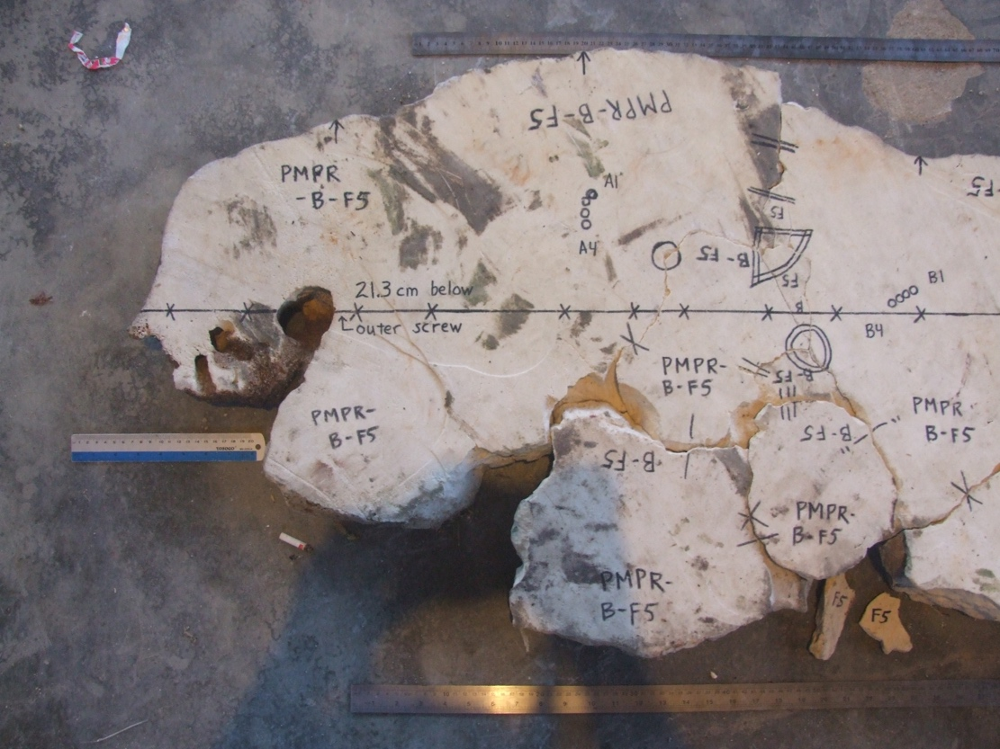 PMPR-B-F5
PMPR
-B-F5
A1
F5
F5
A4
B-F5
F5
B1
21.3 cm below
B
outer screw
B4
PMPR-
B-F5
B-F5
PMPR-
B-F5
PMPR-
B-F5
B-F5
B-F5
PMPR-
B-F5
PMPR-
B-F5
F5
F5